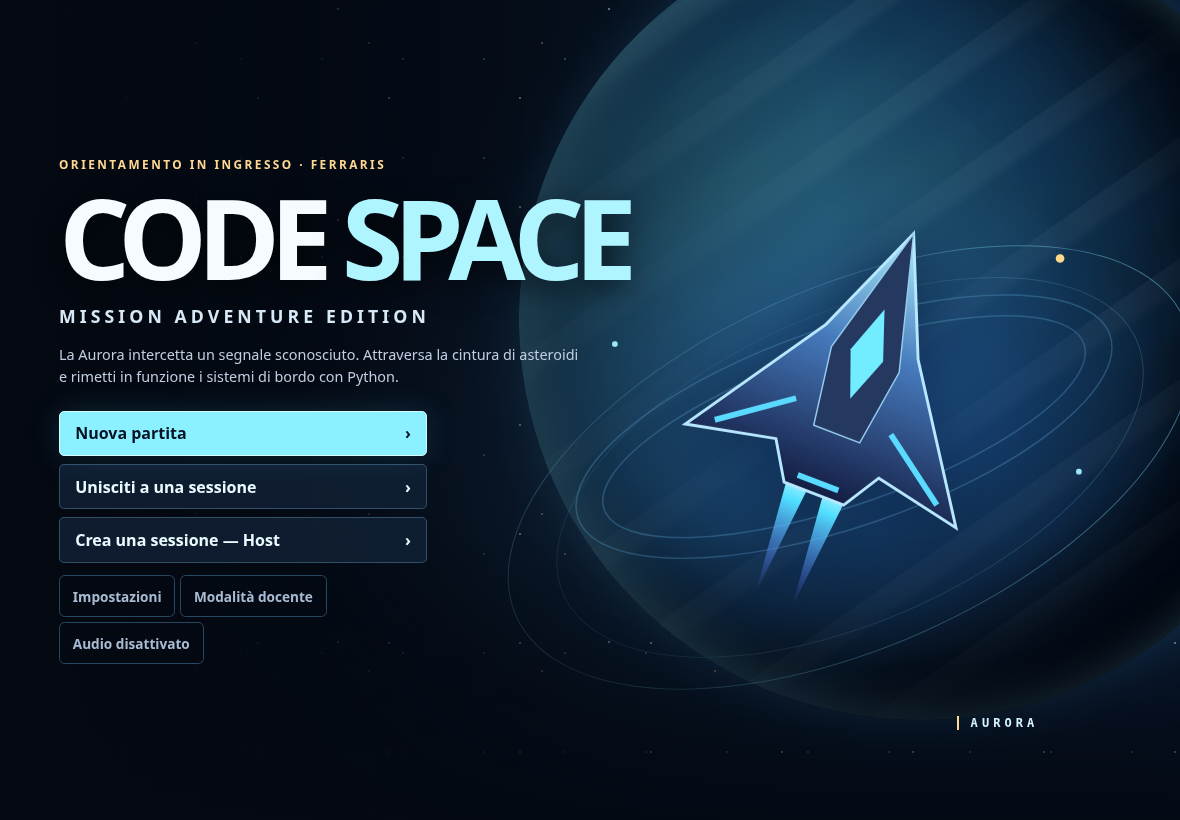 ORIENTAMENTO IN INGRESSO · FERRARIS
CODE SPACE
MISSION ADVENTURE EDITION
La Aurora intercetta un segnale sconosciuto. Attraversa la cintura di asteroidi
e rimetti in funzione i sistemi di bordo con Python.
Nuova partita ›
Unisciti a una sessione ›
Crea una sessione — Host ›
Impostazioni Modalità docente
Audio disattivato
AURORA